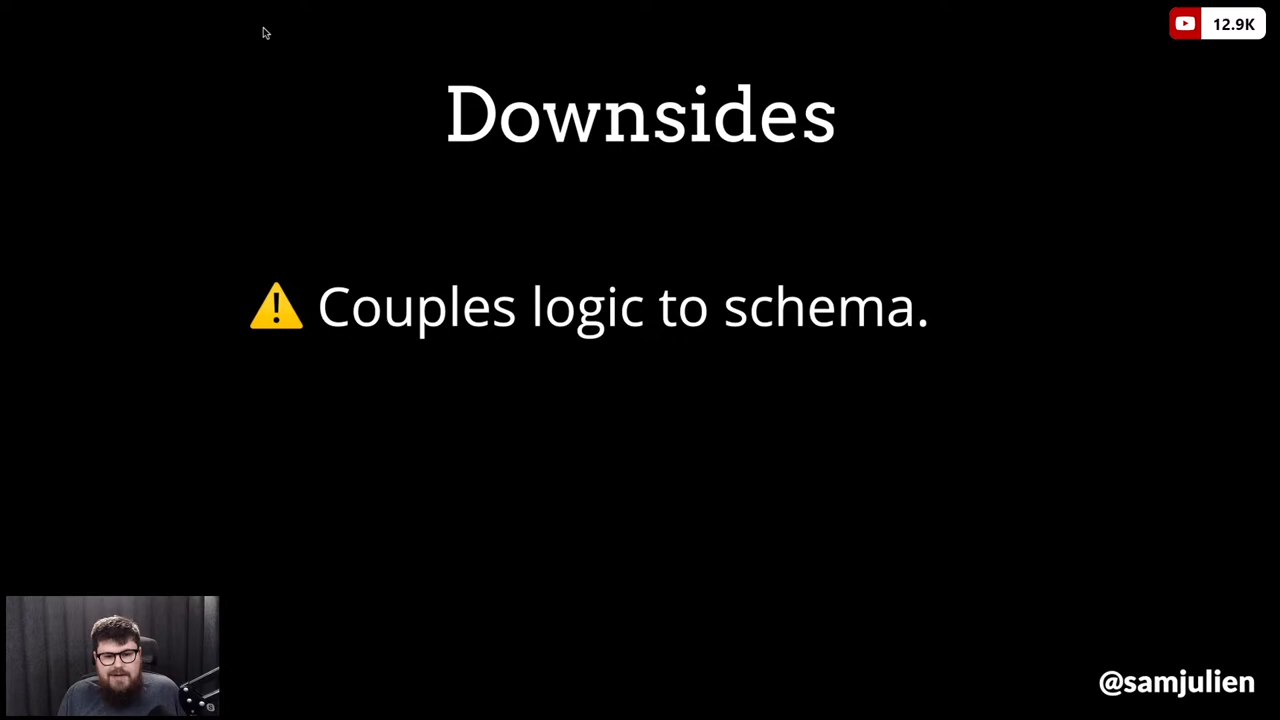 12.9K
Downsides
⚠️ Couples logic to schema.
@samjulien